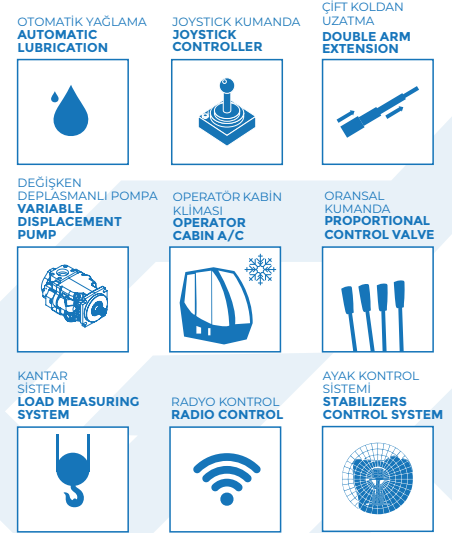 OTOMATİK YAĞLAMA
AUTOMATIC
LUBRICATION
JOYSTICK KUMANDA
JOYSTICK
CONTROLLER
ÇİFT KOLDAN
UZATMA
DOUBLE ARM
EXTENSION
DEĞİŞKEN
DEPLASMANLI POMPA
VARIABLE
DISPLACEMENT
PUMP
OPERATÖR KABİN
KLİMASI
OPERATOR
CABIN A/C
ORANSAL
KUMANDA
PROPORTIONAL
CONTROL VALVE
KANTAR
SİSTEMİ
LOAD MEASURING
SYSTEM
RADYO KONTROL
RADIO CONTROL
AYAK KONTROL
SİSTEMİ
STABILIZERS
CONTROL SYSTEM